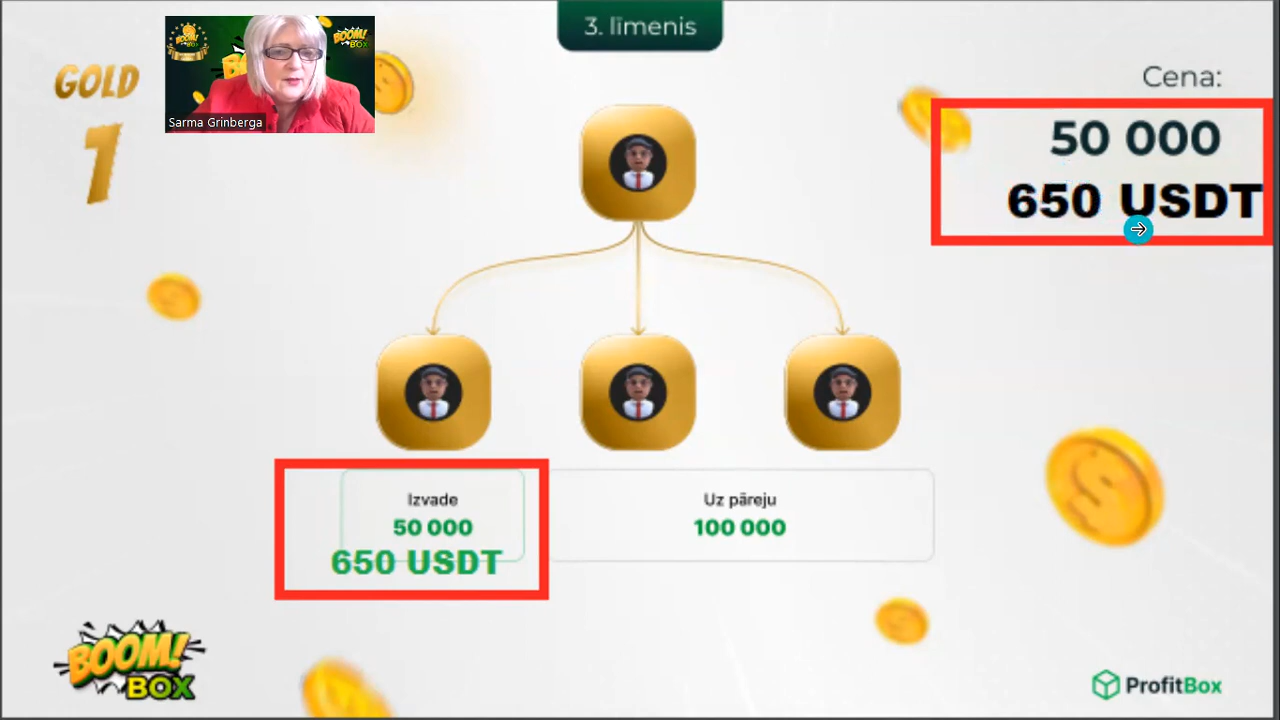 3. līmenis
GOLD
1
BOOM!
BOX
Sarma Grinberga
Cena:
50 000
650 USDT
Izvade
50 000
650 USDT
Uz pāreju
100 000
BOOM!
BOX
ProfitBox